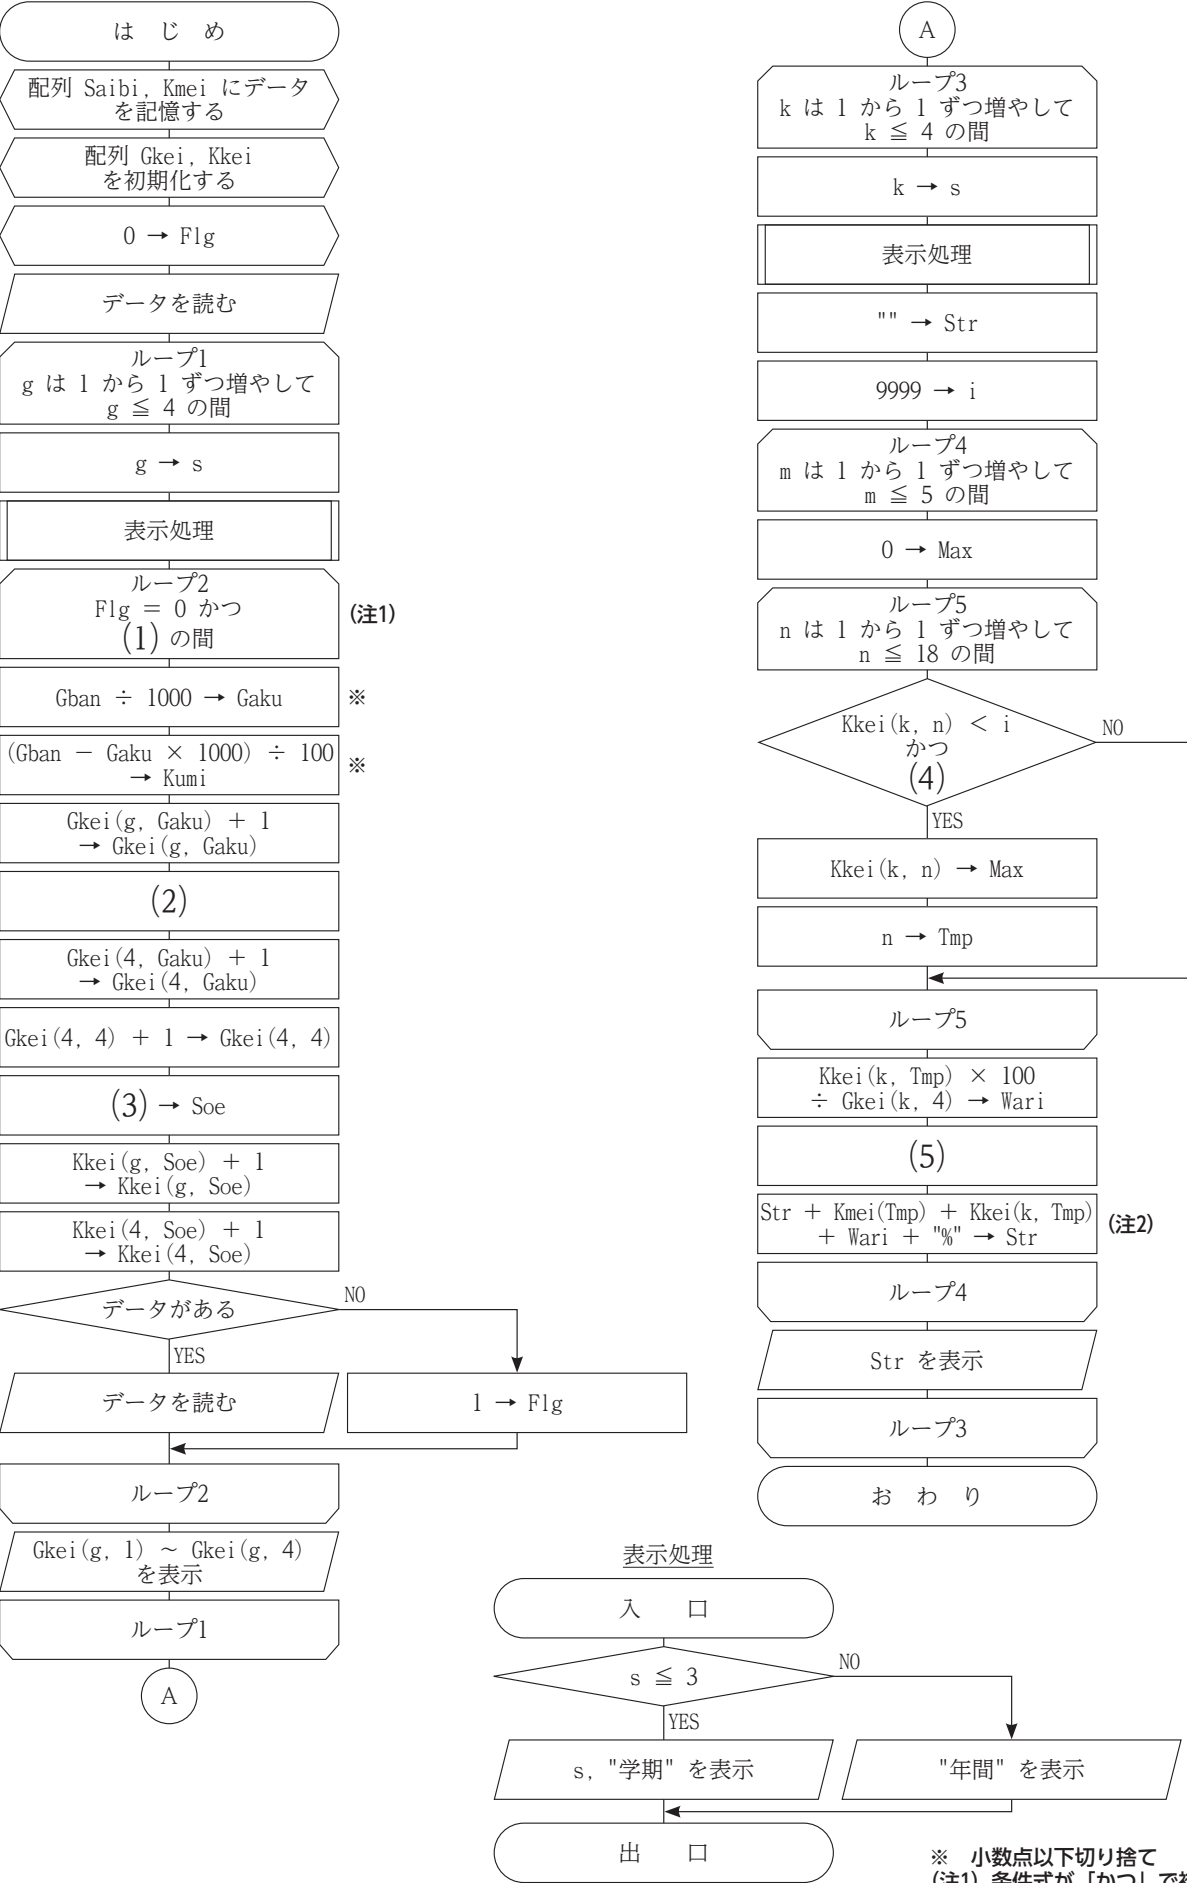 は じ め
配列 Saibi, Kmei にデータ
を記憶する
配列 Gkei, Kkei
を初期化する
0 → Flg
データを読む
ループ1
g は 1 から 1 ずつ増やして
g ≦ 4 の間
g → s
表示処理
ループ2
Flg = 0 かつ
(1) の間
(注1)
Gban ÷ 1000 → Gaku
※
(Gban − Gaku × 1000) ÷ 100
→ Kumi
※
Gkei(g, Gaku) + 1
→ Gkei(g, Gaku)
(2)
Gkei(4, Gaku) + 1
→ Gkei(4, Gaku)
Gkei(4, 4) + 1 → Gkei(4, 4)
(3) → Soe
Kkei(g, Soe) + 1
→ Kkei(g, Soe)
Kkei(4, Soe) + 1
→ Kkei(4, Soe)
データがある
NO
YES
データを読む
1 → Flg
ループ2
Gkei(g, 1) ~ Gkei(g, 4)
を表示
ループ1
A
A
ループ3
k は 1 から 1 ずつ増やして
k ≦ 4 の間
k → s
表示処理
"" → Str
9999 → i
ループ4
m は 1 から 1 ずつ増やして
m ≦ 5 の間
0 → Max
ループ5
n は 1 から 1 ずつ増やして
n ≦ 18 の間
Kkei(k, n) < i
かつ
(4)
NO
YES
Kkei(k, n) → Max
n → Tmp
ループ5
Kkei(k, Tmp) × 100
÷ Gkei(k, 4) → Wari
(5)
Str + Kmei(Tmp) + Kkei(k, Tmp)
+ Wari + "%" → Str
(注2)
ループ4
Str を表示
ループ3
お わ り
表示処理
入 口
s ≦ 3
NO
YES
s, "学期" を表示
"年間" を表示
出 口
※ 小数点以下切り捨て
(注1) 条件式が「かつ」で